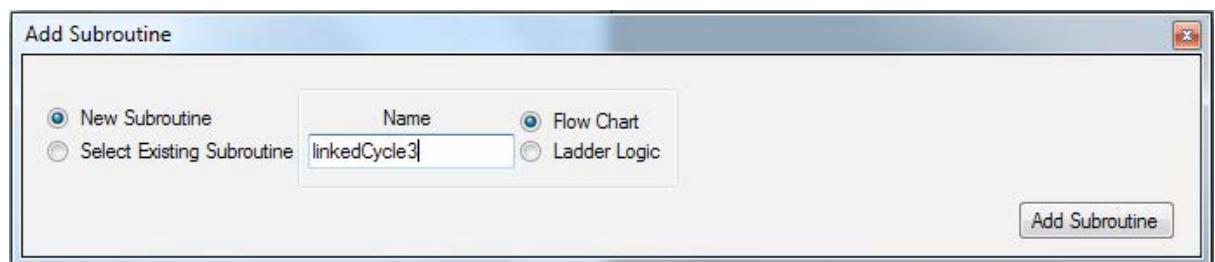 Add Subroutine
New Subroutine
Select Existing Subroutine
Name
linkedCycle3
Flow Chart
Ladder Logic
Add Subroutine